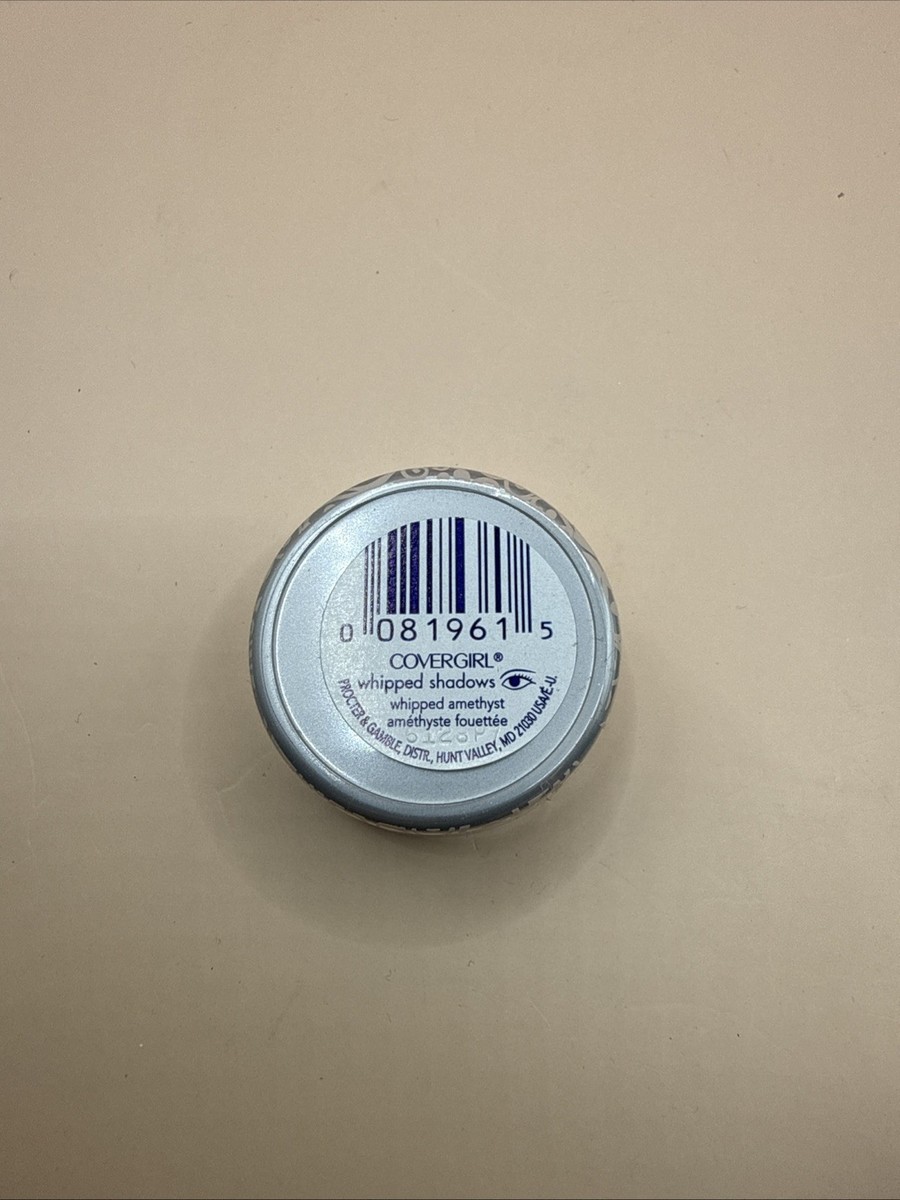 0 081961 5
COVERGIRL®
whipped shadows
whipped amethyst
améthyste fouettée
PROCTER & GAMBLE, DISTR., HUNT VALLEY, MD 21030 USA/É.-U.